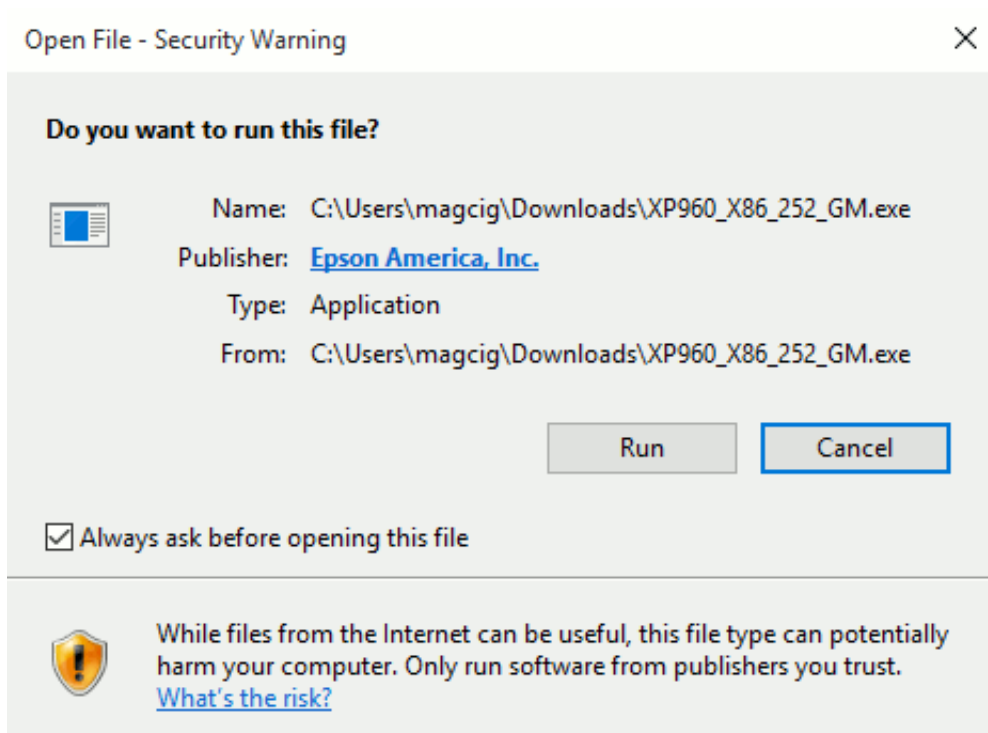 Open File - Security Warning
Do you want to run this file?
Name: C:\Users\magcig\Downloads\XP960_X86_252_GM.exe
Publisher: Epson America, Inc.
Type: Application
From: C:\Users\magcig\Downloads\XP960_X86_252_GM.exe
Run Cancel
Always ask before opening this file
While files from the Internet can be useful, this file type can potentially
harm your computer. Only run software from publishers you trust.
What's the risk?